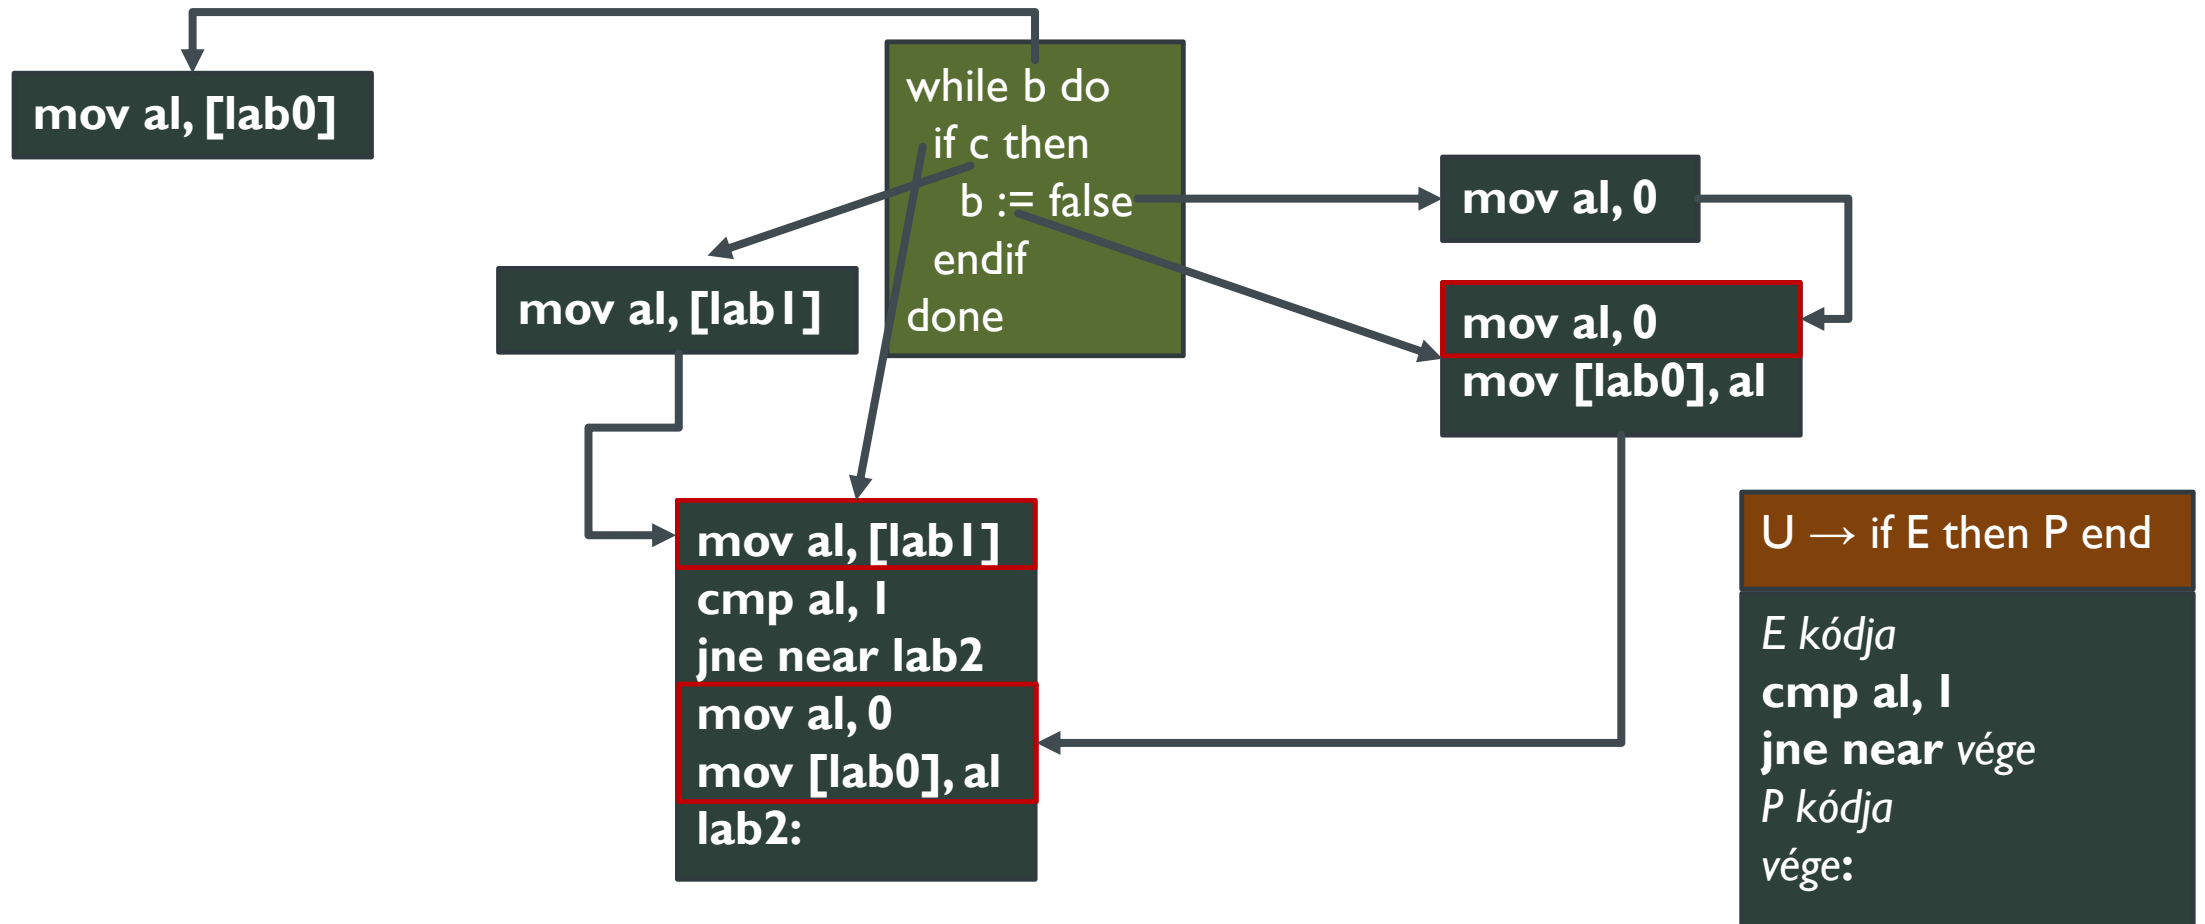 mov al, [lab0]
while b do
if c then
b := false
endif
done
mov al, 0
mov al, [lab1]
mov al, 0
mov [lab0], al
mov al, [lab1]
cmp al, 1
jne near lab2
mov al, 0
mov [lab0], al
lab2:
U → if E then P end
E kódja
cmp al, 1
jne near vége
P kódja
vége: